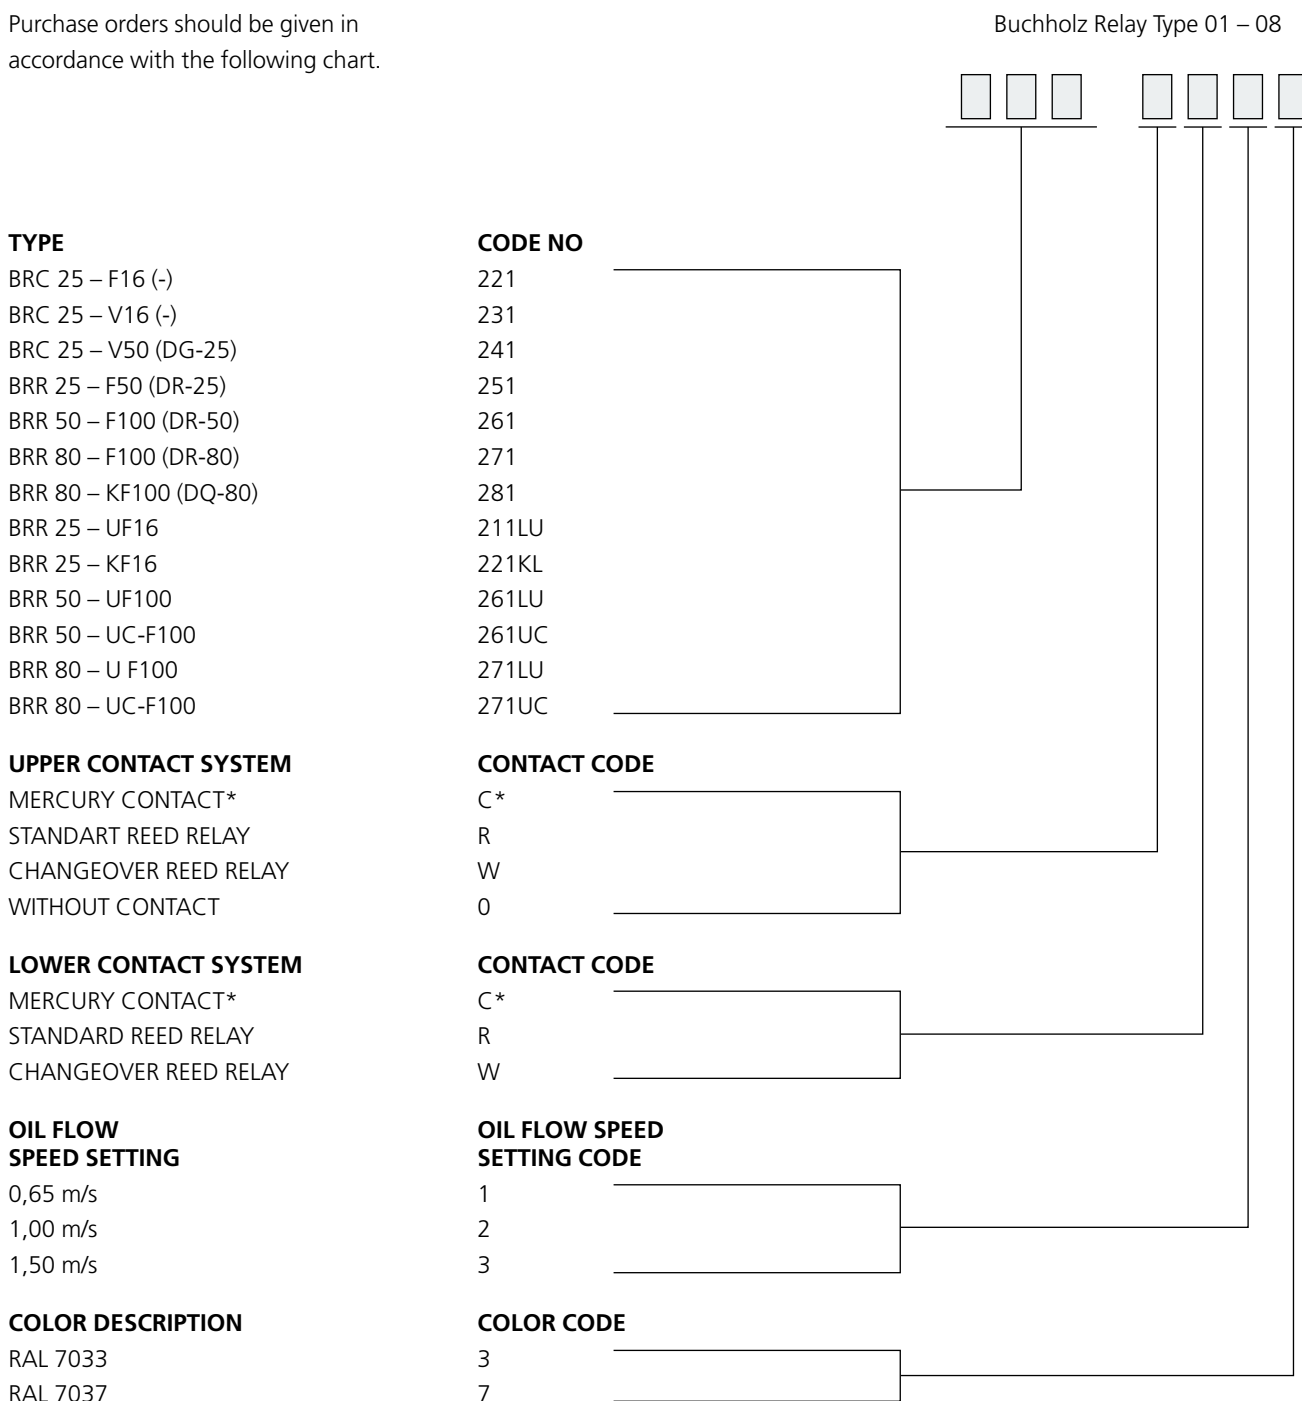 Purchase orders should be given in
accordance with the following chart.
Buchholz Relay Type 01 – 08
TYPE CODE NO
BRC 25 – F16 (-) 221
BRC 25 – V16 (-) 231
BRC 25 – V50 (DG-25) 241
BRR 25 – F50 (DR-25) 251
BRR 50 – F100 (DR-50) 261
BRR 80 – F100 (DR-80) 271
BRR 80 – KF100 (DQ-80) 281
BRR 25 – UF16 211LU
BRR 25 – KF16 221KL
BRR 50 – UF100 261LU
BRR 50 – UC-F100 261UC
BRR 80 – U F100 271LU
BRR 80 – UC-F100 271UC
UPPER CONTACT SYSTEM CONTACT CODE
MERCURY CONTACT* C*
STANDART REED RELAY R
CHANGEOVER REED RELAY W
WITHOUT CONTACT 0
LOWER CONTACT SYSTEM CONTACT CODE
MERCURY CONTACT* C*
STANDARD REED RELAY R
CHANGEOVER REED RELAY W
OIL FLOW OIL FLOW SPEED
SPEED SETTING SETTING CODE
0,65 m/s 1
1,00 m/s 2
1,50 m/s 3
COLOR DESCRIPTION COLOR CODE
RAL 7033 3
RAL 7037 7